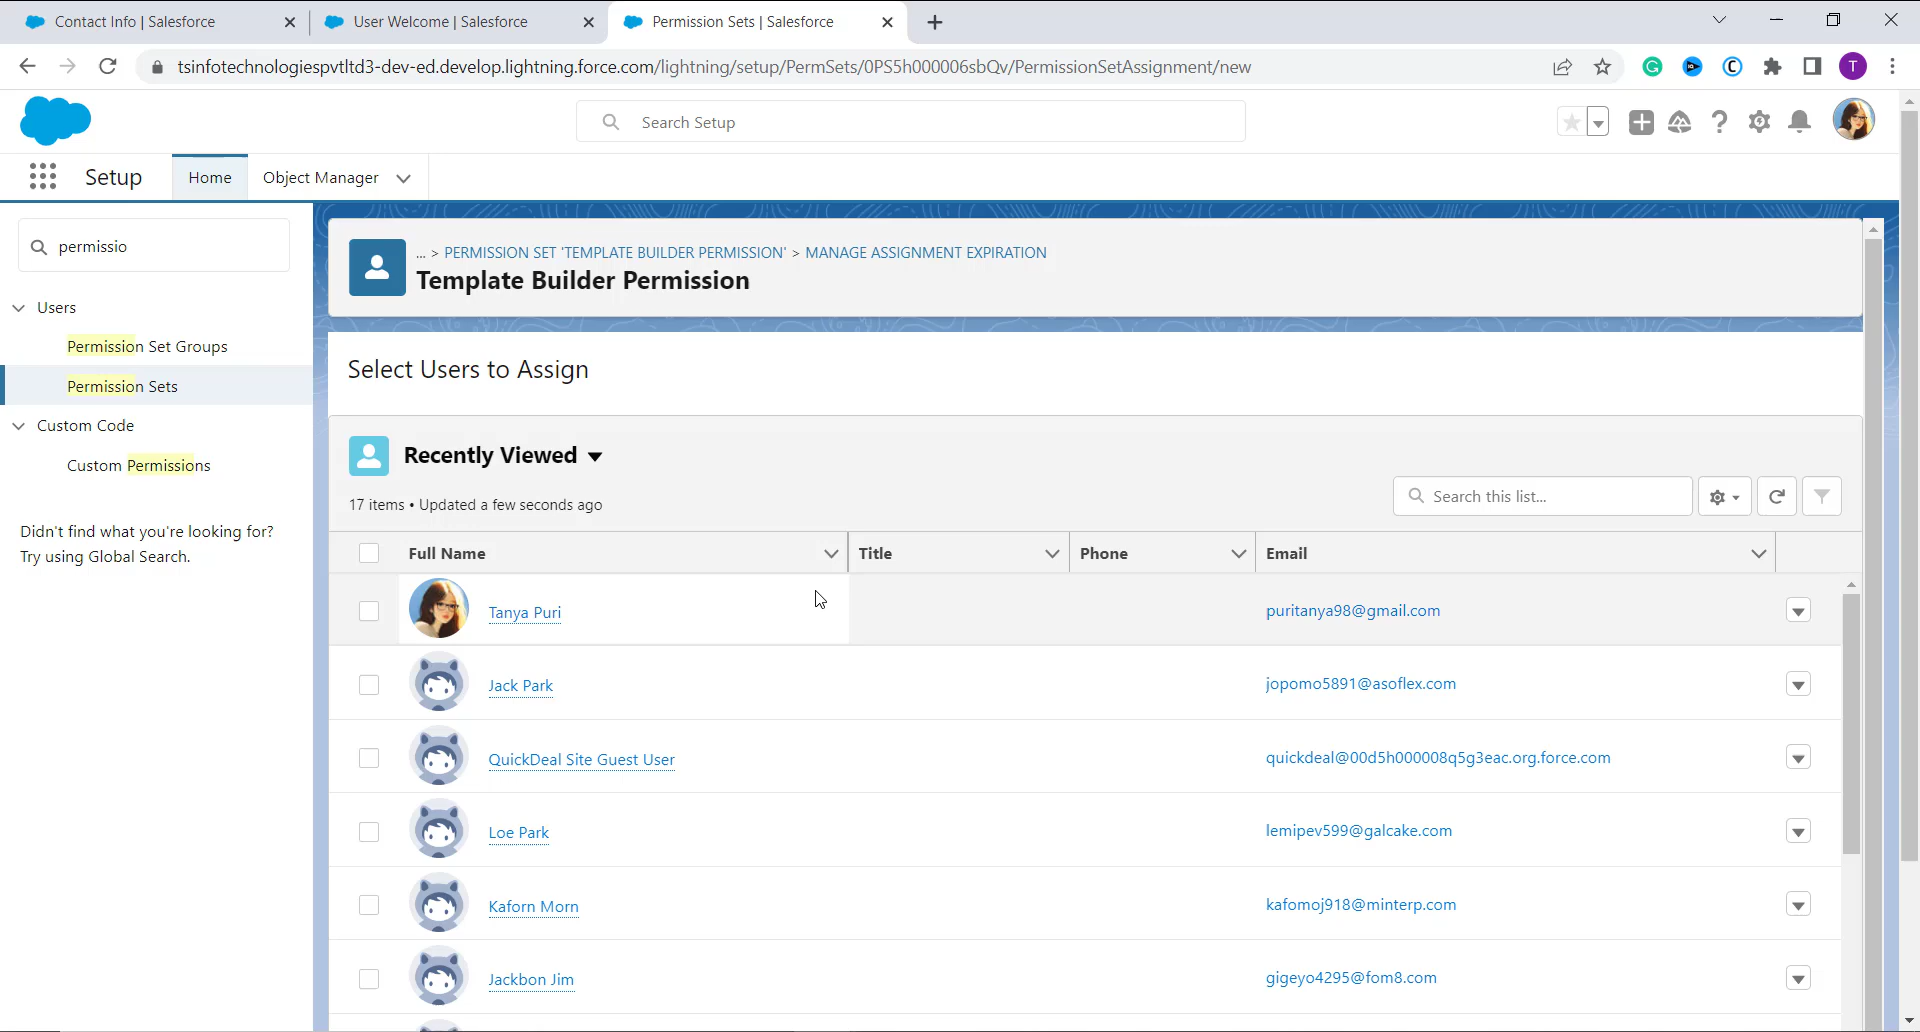 Contact Info | Salesforce
User Welcome | Salesforce
Permission Sets | Salesforce
tsinfotechnologiespvtltd3-dev-ed.develop.lightning.force.com/lightning/setup/PermSets/0PS5h000006sbQv/PermissionSetAssignment/new
T
Search Setup
Setup
Home
Object Manager
permissio
Users
Permission Set Groups
Permission Sets
Custom Code
Custom Permissions
Didn't find what you're looking for?
Try using Global Search.
... > PERMISSION SET 'TEMPLATE BUILDER PERMISSION' > MANAGE ASSIGNMENT EXPIRATION
Template Builder Permission
Select Users to Assign
Recently Viewed
17 items • Updated a few seconds ago
Search this list...
Full Name Title Phone Email
Tanya Puri puritanya98@gmail.com
Jack Park jopomo5891@asoflex.com
QuickDeal Site Guest User quickdeal@00d5h000008q5g3eac.org.force.com
Loe Park lemipev599@galcake.com
Kaforn Morn kafomoj918@minterp.com
Jackbon Jim gigeyo4295@fom8.com